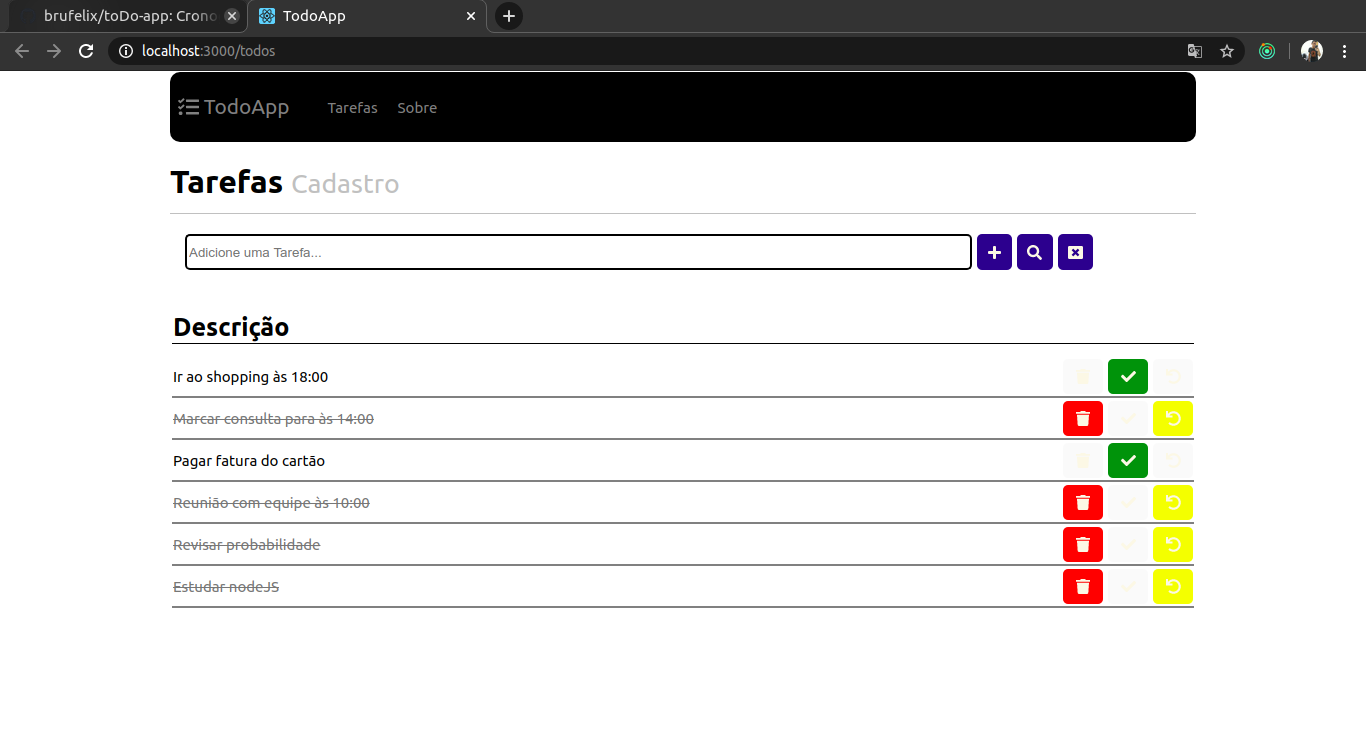 brufelix/toDo-app: Crono
TodoApp
localhost:3000/todos
TodoApp Tarefas Sobre
Tarefas Cadastro
Adicione uma Tarefa...
Descrição
Ir ao shopping às 18:00
Marcar consulta para às 14:00
Pagar fatura do cartão
Reunião com equipe às 10:00
Revisar probabilidade
Estudar nodeJS